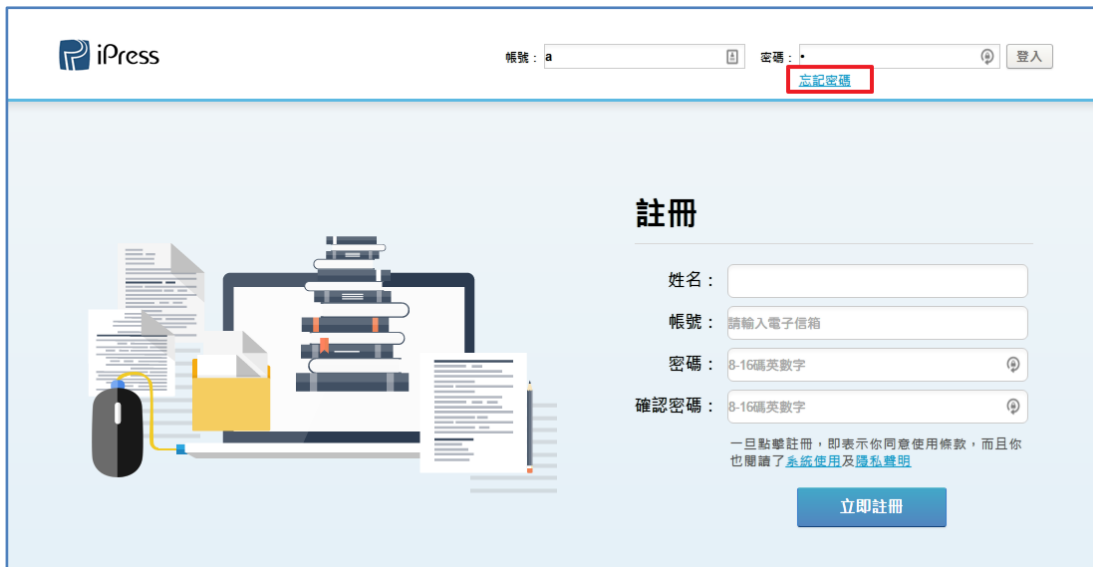 iPress
帳號： a
密碼： •
登入
忘記密碼
註冊
姓名：
帳號： 請輸入電子信箱
密碼： 8-16碼英數字
確認密碼： 8-16碼英數字
一旦點擊註冊，即表示你同意使用條款，而且你
也閱讀了系統使用及隱私聲明
立即註冊